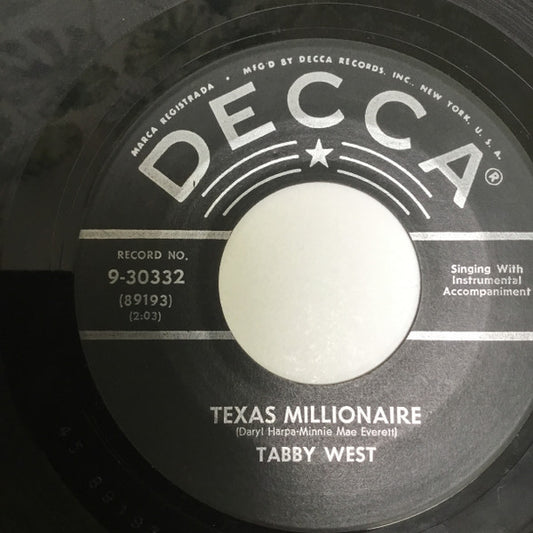 MARCA REGISTRADA • MFG'D BY DECCA RECORDS, INC., NEW YORK, U. S. A.
DECCA®
RECORD NO.
9-30332
(89193)
(2:03)
Singing With
Instrumental
Accompaniment
TEXAS MILLIONAIRE
(Daryl Harpa-Minnie Mae Everett)
TABBY WEST